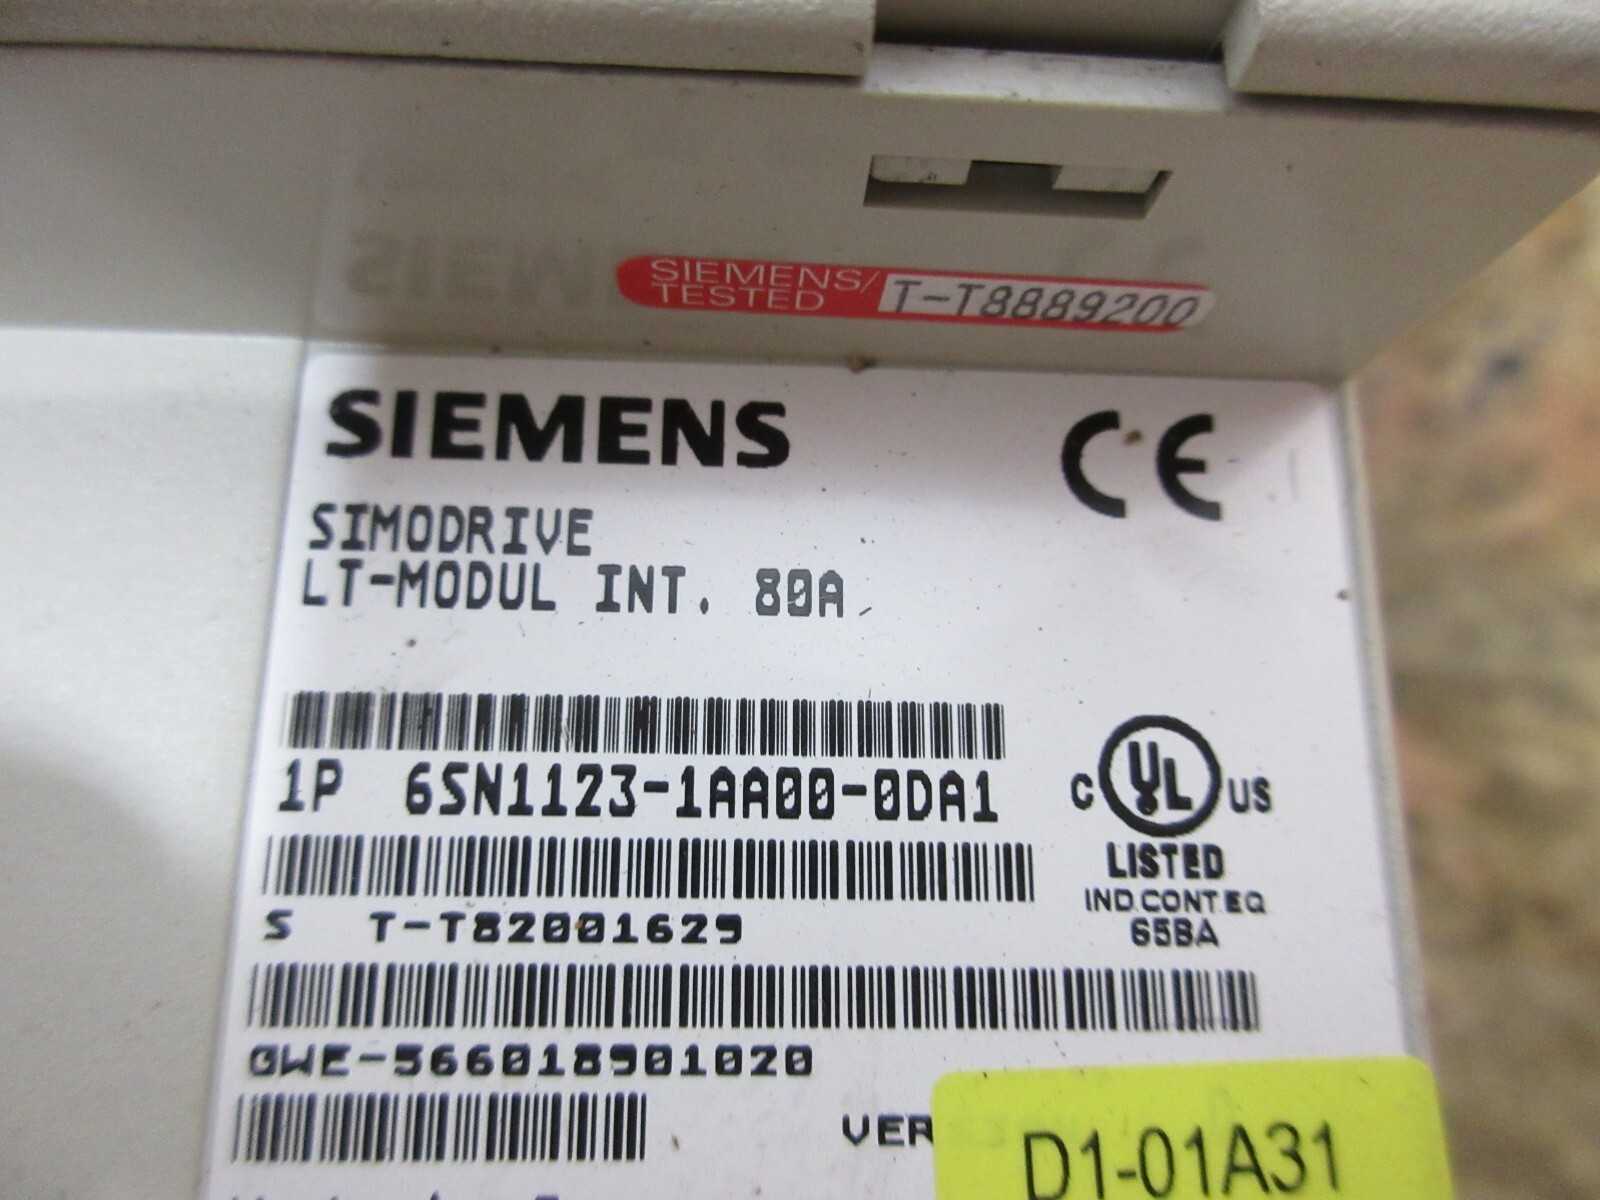 SIEMENS/
TESTED T-T8889200
SIEMENS CE
SIMODRIVE
LT-MODUL INT. 80A
1P 6SN1123-1AA00-0DA1
C UL US
LISTED
IND.CONT.EQ
65BA
S T-T82001629
GWE-566018901020
VER
D1-01A31